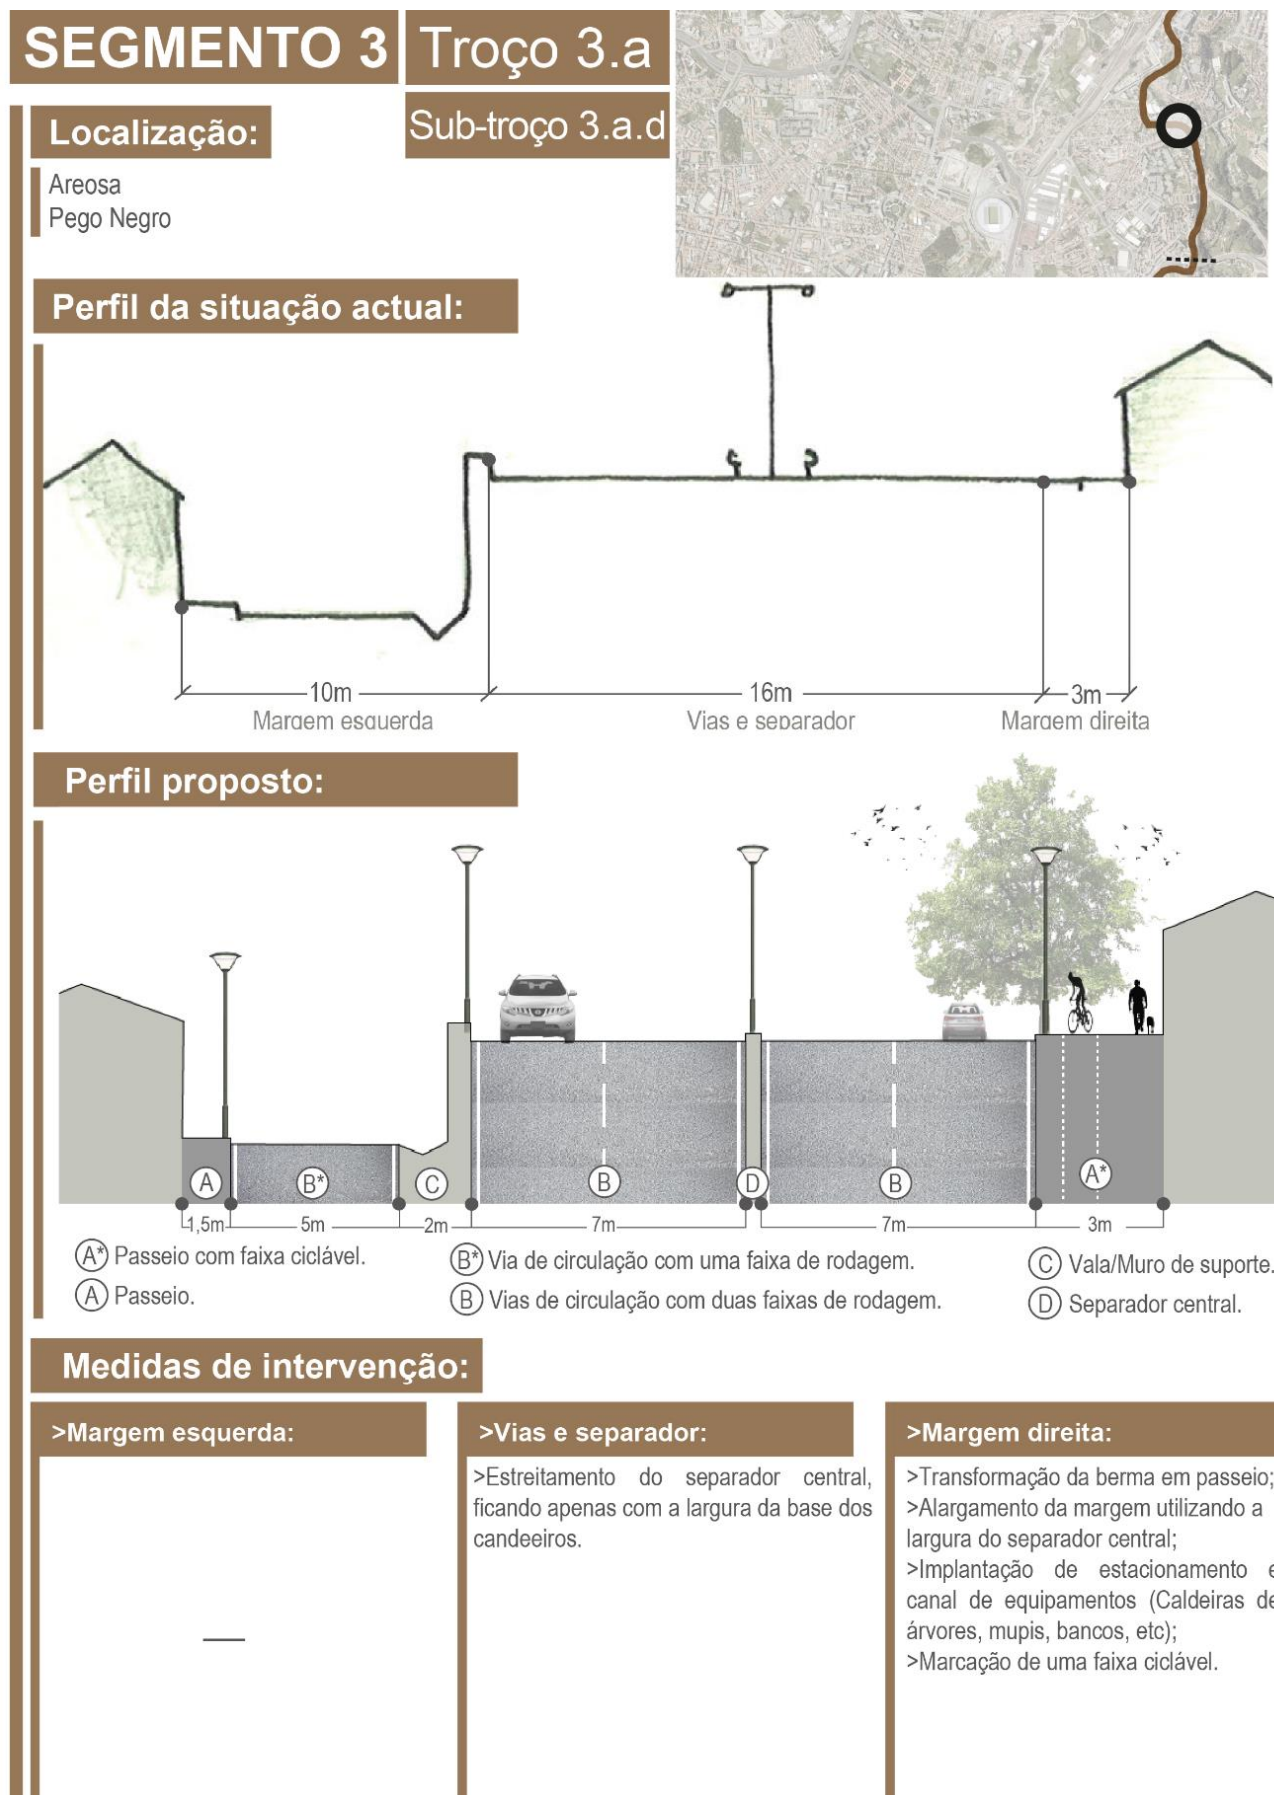 SEGMENTO 3
Troço 3.a
Sub-troço 3.a.d
Localização:
Areosa
Pego Negro
Perfil da situação actual:
10m
16m
3m
Margem esquerda
Vias e separador
Margem direita
Perfil proposto:
A
B*
C
B
D
B
A*
1,5m
5m
2m
7m
7m
3m
A* Passeio com faixa ciclável.
B* Via de circulação com uma faixa de rodagem.
C Vala/Muro de suporte.
A Passeio.
B Vias de circulação com duas faixas de rodagem.
D Separador central.
Medidas de intervenção:
>Margem esquerda:
—
>Vias e separador:
>Estreitamento do separador central,
ficando apenas com a largura da base dos
candeeiros.
>Margem direita:
>Transformação da berma em passeio;
>Alargamento da margem utilizando a
largura do separador central;
>Implantação de estacionamento e
canal de equipamentos (Caldeiras de
árvores, mupis, bancos, etc);
>Marcação de uma faixa ciclável.